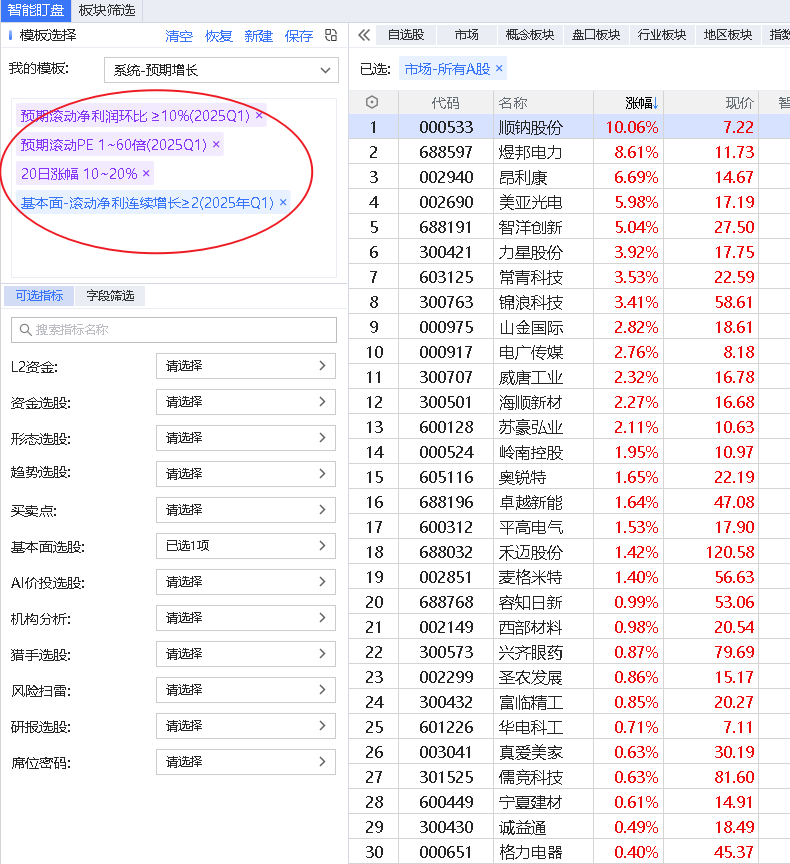 智能盯盘 板块筛选
模板选择 清空 恢复 新建 保存
我的模板: 系统-预期增长
预期滚动净利润环比 ≥10%(2025Q1) ×
预期滚动PE 1~60倍(2025Q1) ×
20日涨幅 10~20% ×
基本面-滚动净利连续增长≥2(2025年Q1) ×
可选指标 字段筛选
搜索指标名称
L2资金: 请选择
资金选股: 请选择
形态选股: 请选择
趋势选股: 请选择
买卖点: 请选择
基本面选股: 已选1项
AI价投选股: 请选择
机构分析: 请选择
猎手选股: 请选择
风险扫雷: 请选择
研报选股: 请选择
席位密码: 请选择
自选股 市场 概念板块 盘口板块 行业板块 地区板块 指数
已选: 市场-所有A股 ×
代码 名称 涨幅↓ 现价
1 000533 顺钠股份 10.06% 7.22
2 688597 煜邦电力 8.61% 11.73
3 002940 昂利康 6.69% 14.67
4 002690 美亚光电 5.98% 17.19
5 688191 智洋创新 5.04% 27.50
6 300421 力星股份 3.92% 17.75
7 603125 常青科技 3.53% 22.59
8 300763 锦浪科技 3.41% 58.61
9 000975 山金国际 2.82% 18.61
10 000917 电广传媒 2.76% 8.18
11 300707 威唐工业 2.32% 16.78
12 300501 海顺新材 2.27% 16.68
13 600128 苏豪弘业 2.11% 10.63
14 000524 岭南控股 1.95% 10.97
15 605116 奥锐特 1.65% 22.19
16 688196 卓越新能 1.64% 47.08
17 600312 平高电气 1.53% 17.90
18 688032 禾迈股份 1.42% 120.58
19 002851 麦格米特 1.40% 56.63
20 688768 容知日新 0.99% 53.06
21 002149 西部材料 0.98% 20.54
22 300573 兴齐眼药 0.87% 79.69
23 002299 圣农发展 0.86% 15.17
24 300432 富临精工 0.85% 20.27
25 601226 华电科工 0.71% 7.11
26 003041 真爱美家 0.63% 30.19
27 301525 儒竞科技 0.63% 81.60
28 600449 宁夏建材 0.61% 14.91
29 300430 诚益通 0.49% 18.49
30 000651 格力电器 0.40% 45.37